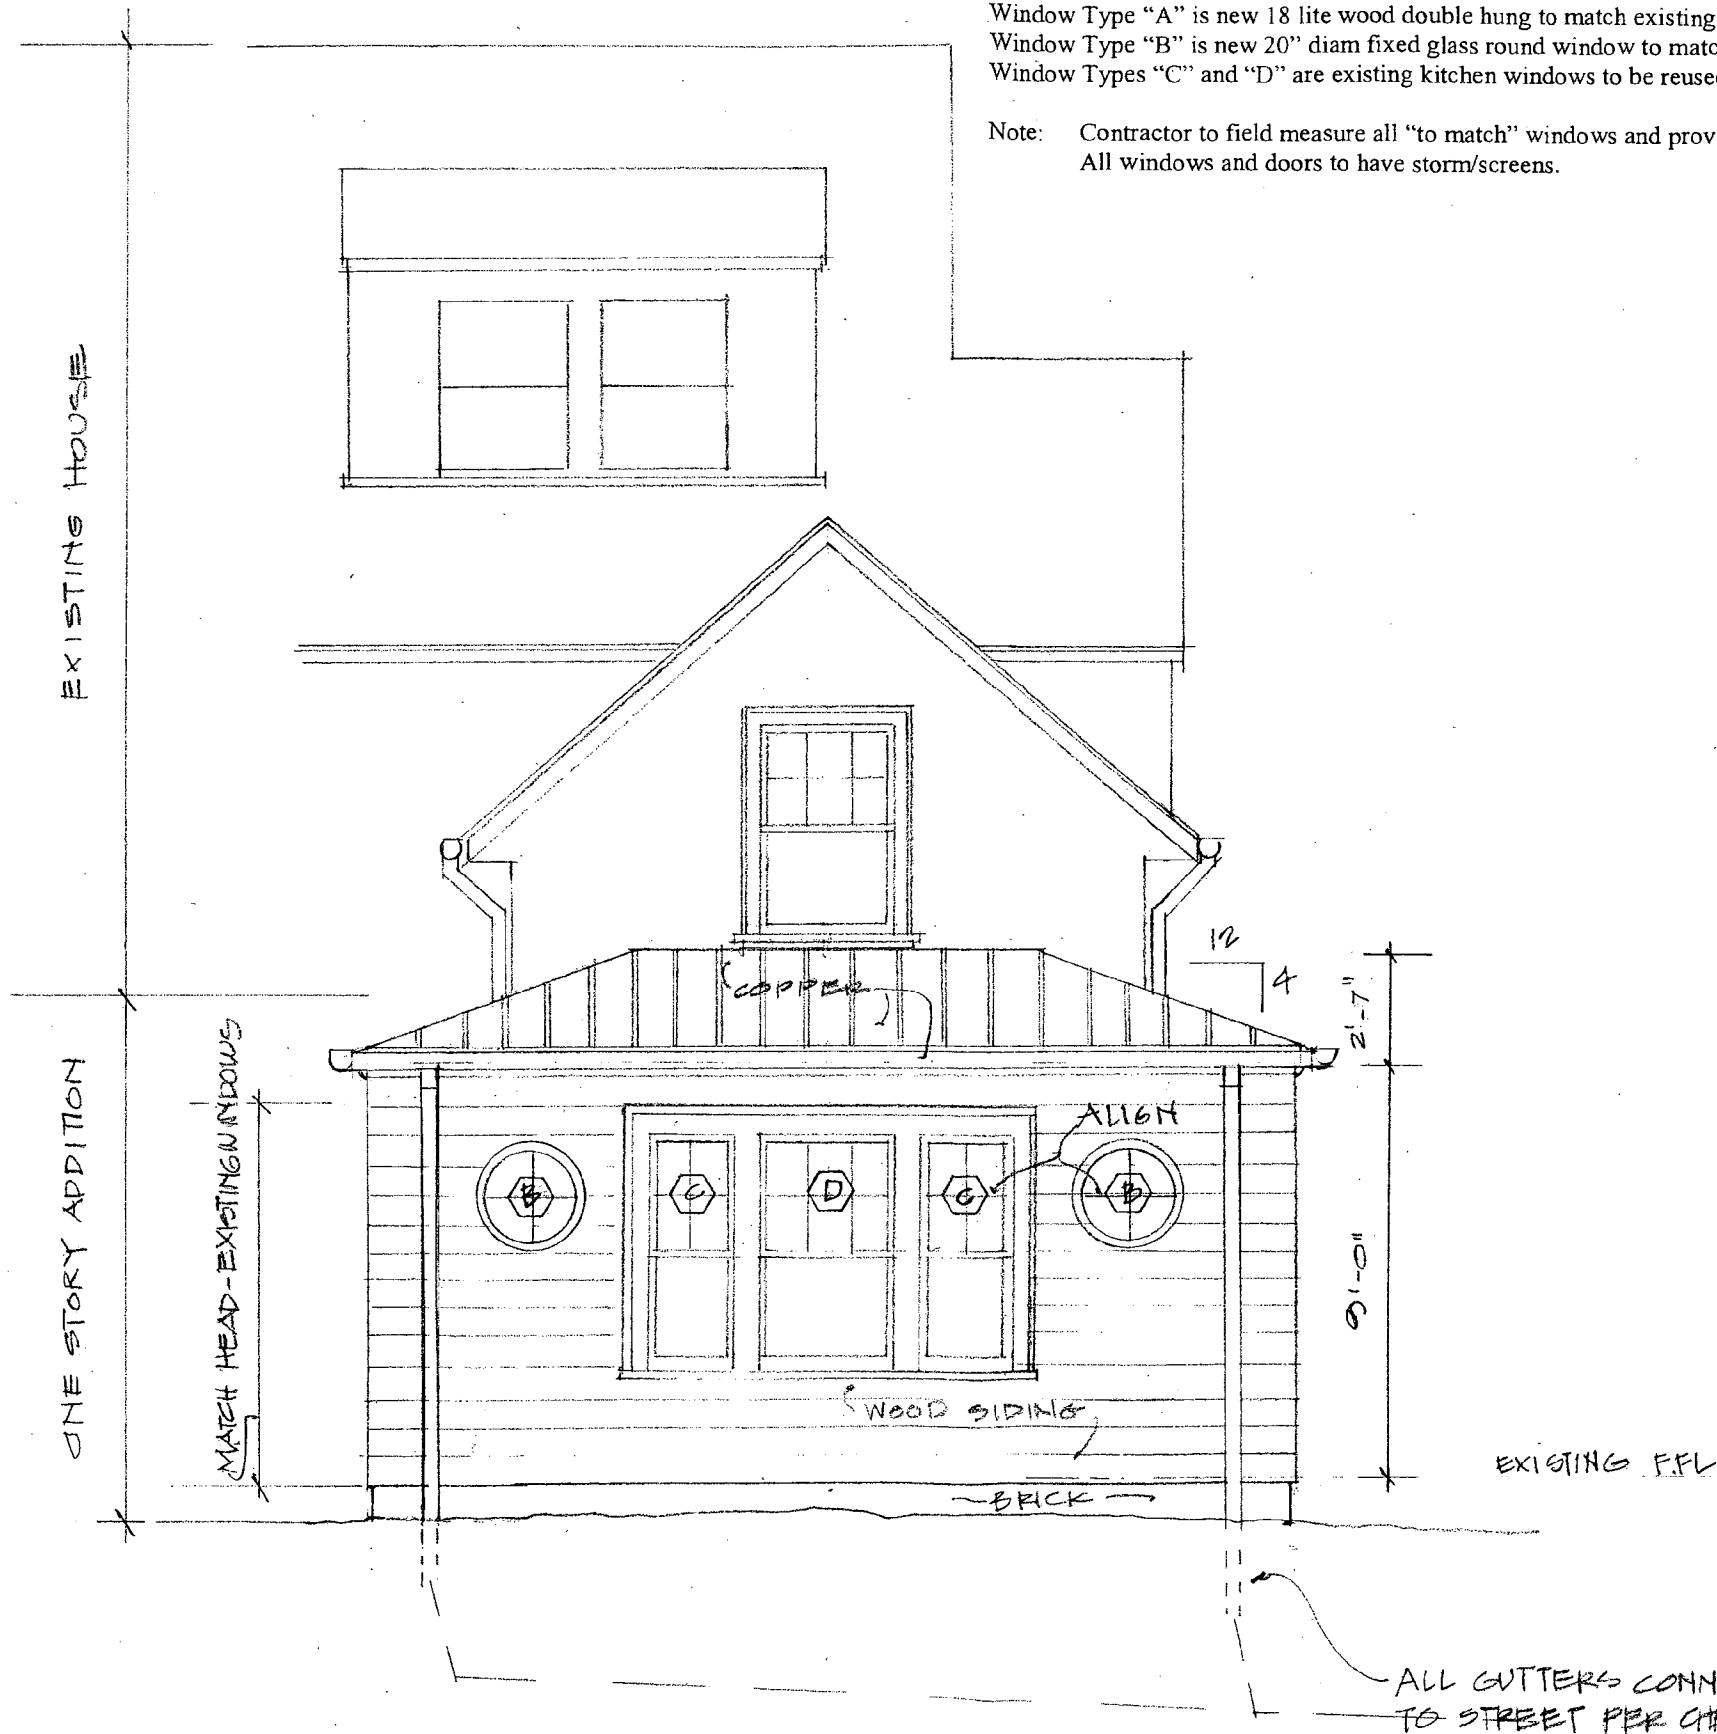 Window Type “A” is new 18 lite wood double hung to match existing
Window Type “B” is new 20” diam fixed glass round window to matc
Window Types “C” and “D” are existing kitchen windows to be reuse
Note: Contractor to field measure all “to match” windows and prov
All windows and doors to have storm/screens.
EXISTING HOUSE
12
4
COPPER
2'-7"
ONE STORY ADDITION
MATCH HEAD-EXISTING WINDOWS
ALIGN
B
C
D
C
B
9'-0"
WOOD SIDING
EXISTING F.FL
BRICK
ALL GUTTERS CONN
TO STREET PER